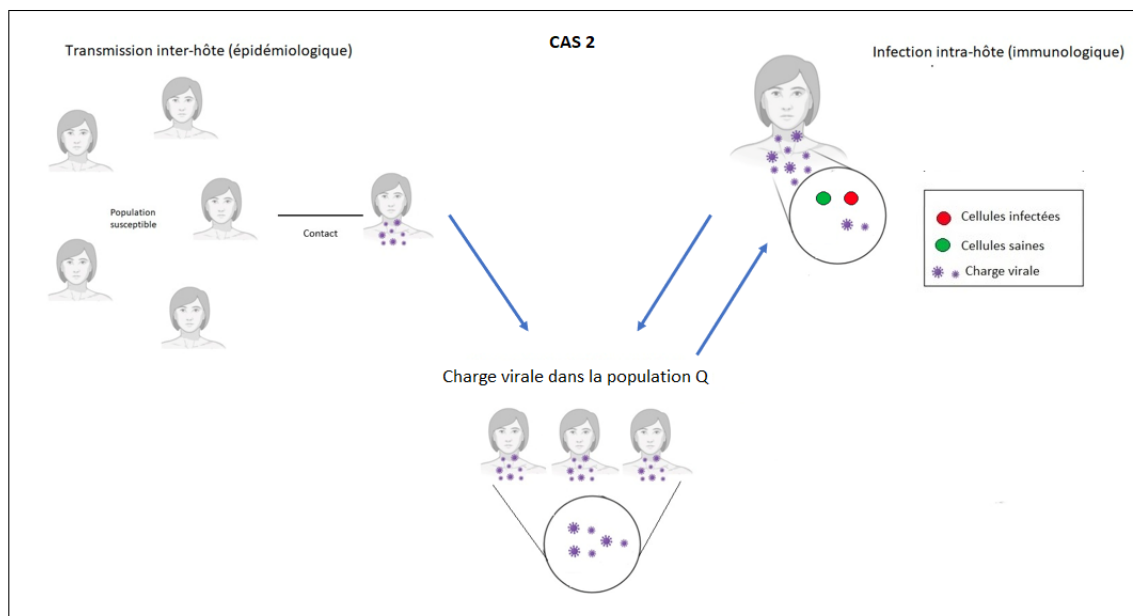 CAS 2
Transmission inter-hôte (épidémiologique)
Infection intra-hôte (immunologique)
Population
susceptible
Contact
Cellules infectées
Cellules saines
Charge virale
Charge virale dans la population Q